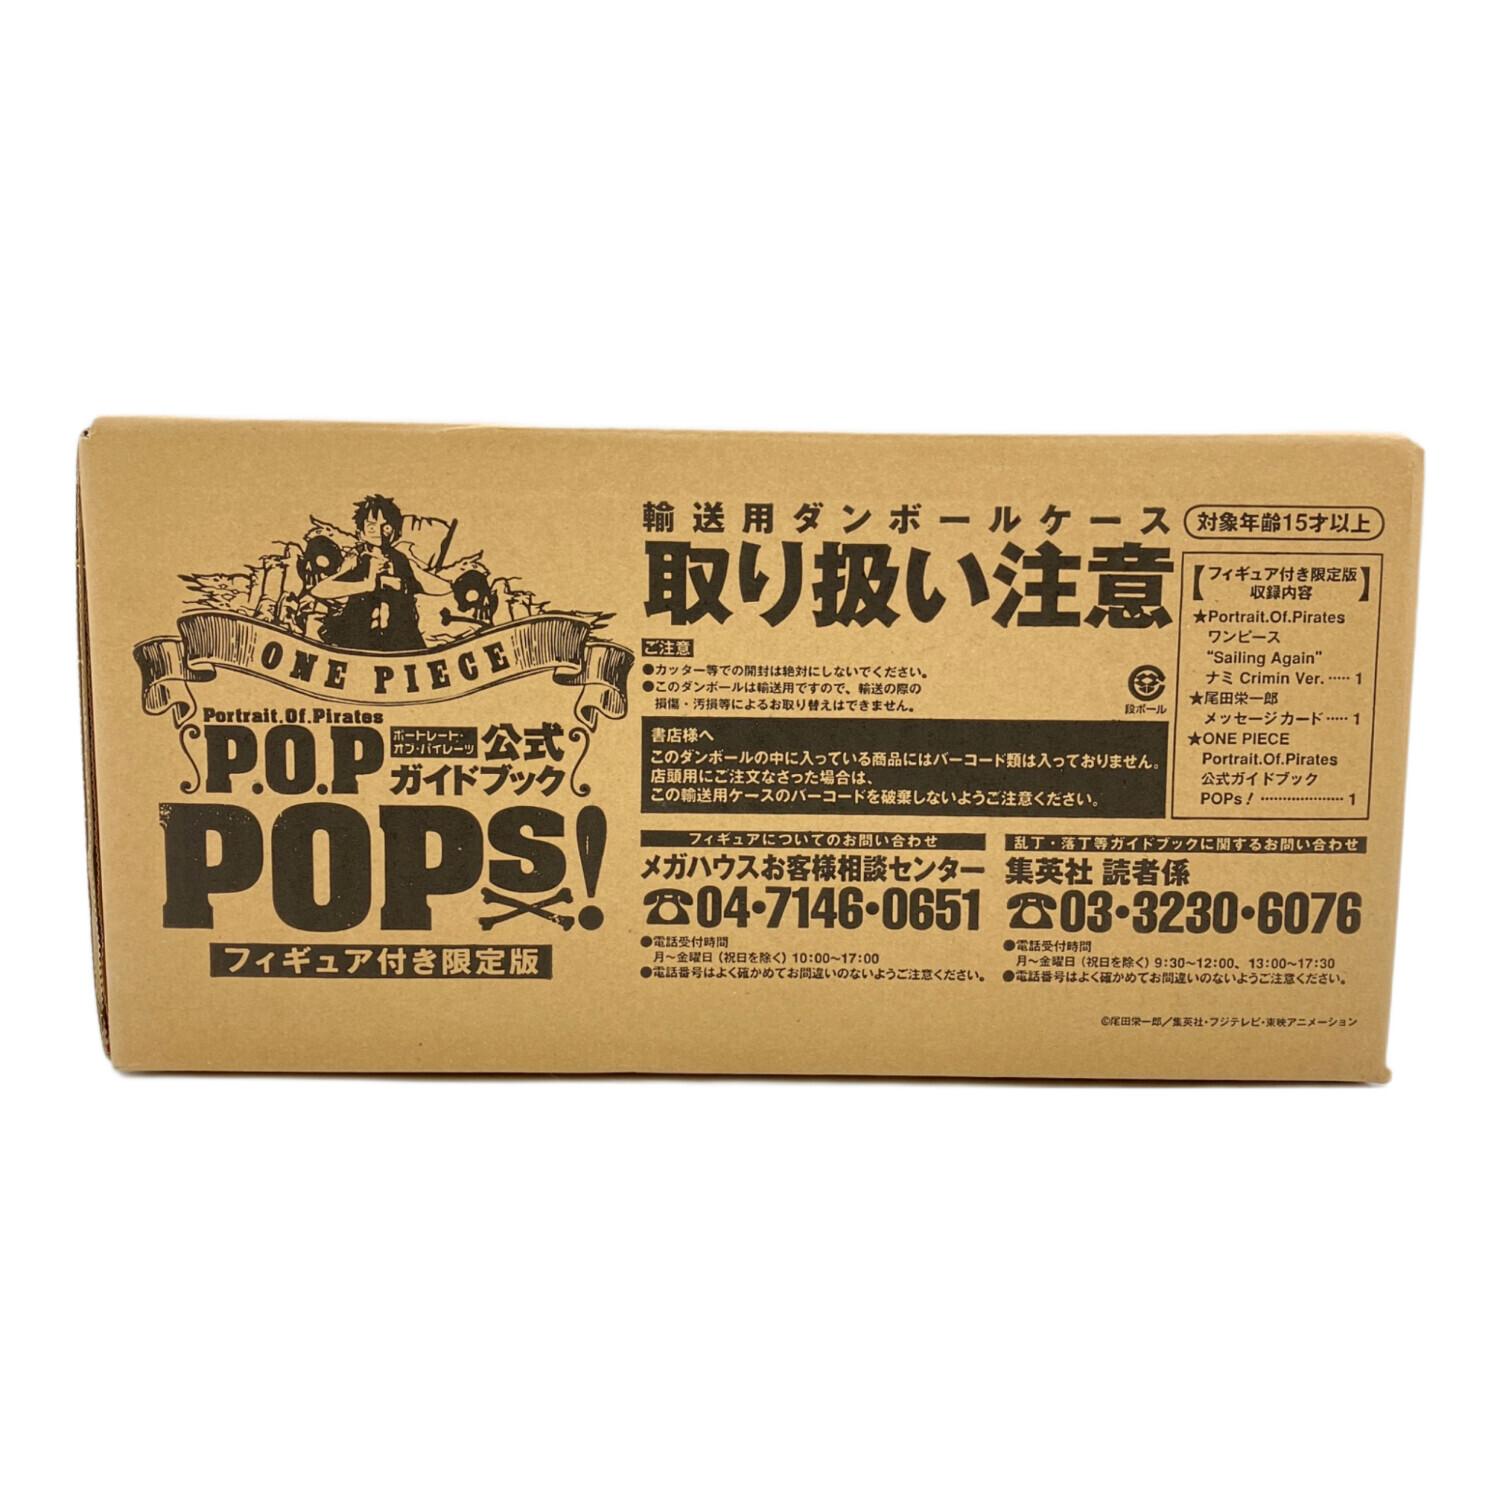 ONE PIECE
Portrait.Of.Pirates
P.O.P
ポートレート・
オブ・パイレーツ
公式
ガイドブック
POPs!
フィギュア付き限定版
輸送用ダンボールケース
取り扱い注意
ご注意
●カッター等での開封は絶対にしないでください。
●このダンボールは輸送用ですので、輸送の際の
損傷・汚損等によるお取り替えはできません。
段ボール
書店様へ
このダンボールの中に入っている商品にはバーコード類は入っておりません。
店頭用にご注文なさった場合は、
この輸送用ケースのバーコードを破棄しないようご注意ください。
対象年齢15才以上
【フィギュア付き限定版
収録内容】
★Portrait.Of.Pirates
ワンピース
"Sailing Again"
ナミ Crimin Ver. ····· 1
★尾田栄一郎
メッセージカード ····· 1
★ONE PIECE
Portrait.Of.Pirates
公式ガイドブック
POPs! ···················· 1
フィギュアについてのお問い合わせ
メガハウスお客様相談センター
☎04・7146・0651
●電話受付時間
月〜金曜日（祝日を除く）10:00〜17:00
●電話番号はよく確かめてお間違いのないようご注意ください。
乱丁・落丁等ガイドブックに関するお問い合わせ
集英社 読者係
☎03・3230・6076
●電話受付時間
月〜金曜日（祝日を除く）9:30〜12:00、13:00〜17:30
●電話番号はよく確かめてお間違いのないようご注意ください。
©尾田栄一郎／集英社・フジテレビ・東映アニメーション